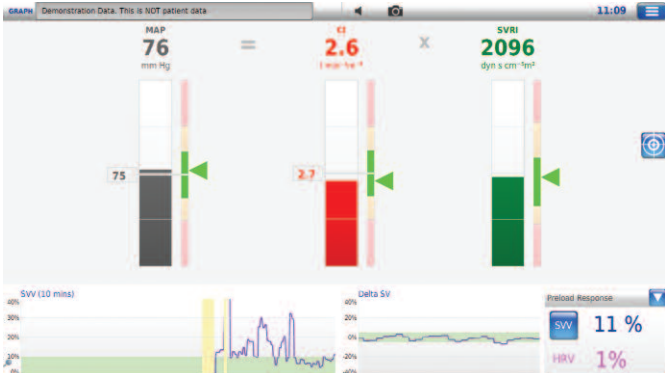 GRAPH Demonstration Data. This is NOT patient data 11:09
MAP CI SVRI
76 = 2.6 x 2096
mm Hg dyn s cm⁻⁵m²
75 2.7
SVV (10 mins) Delta SV Preload Response
40% 40%
30% 20% SVV 11 %
20% 0%
10% -20% HRV 1%
0% -40%